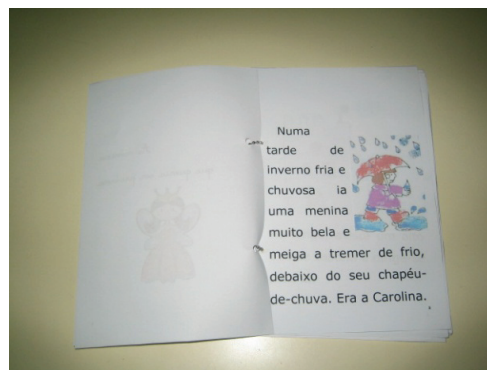 Numa
tarde de
inverno fria e
chuvosa ia
uma menina
muito bela e
meiga a tremer de frio,
debaixo do seu chapéu-
de-chuva. Era a Carolina.